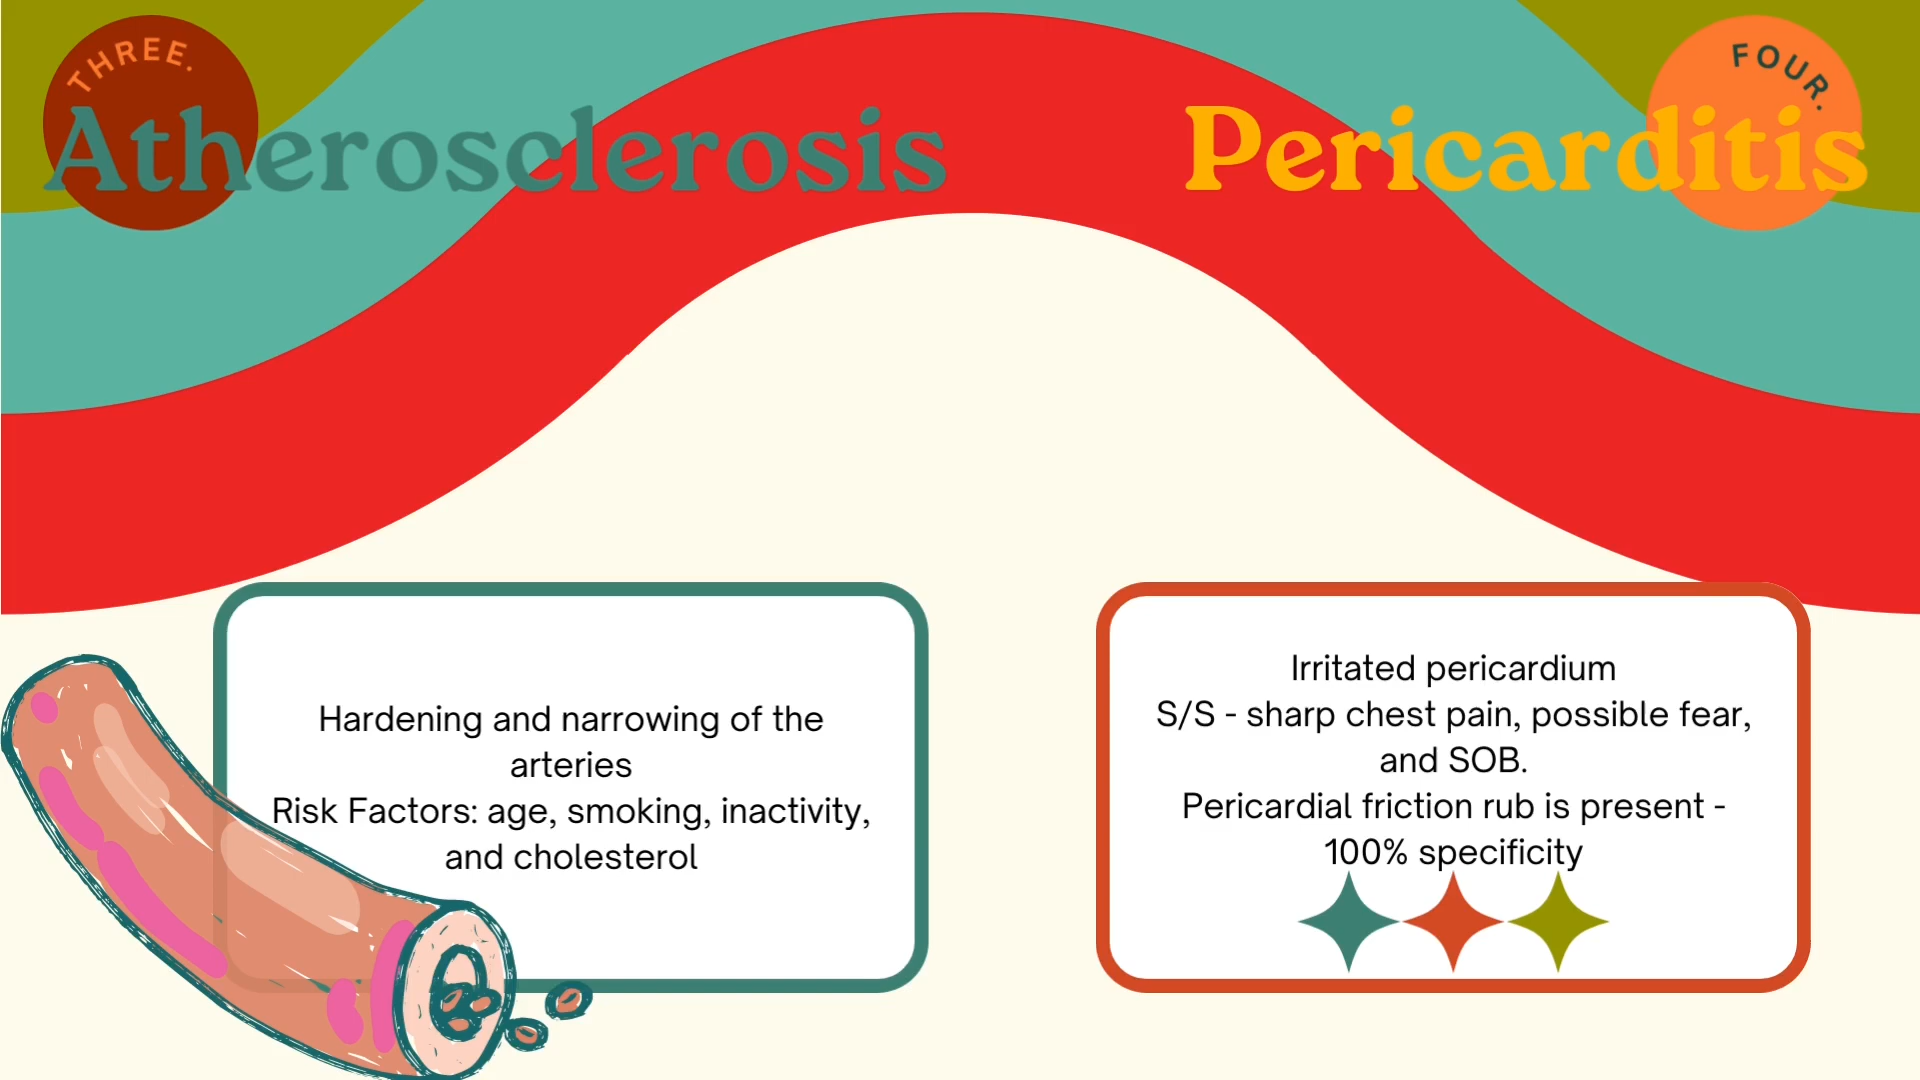 THREE.
Atherosclerosis
Hardening and narrowing of the
arteries
Risk Factors: age, smoking, inactivity,
and cholesterol
FOUR.
Pericarditis
Irritated pericardium
S/S - sharp chest pain, possible fear,
and SOB.
Pericardial friction rub is present -
100% specificity